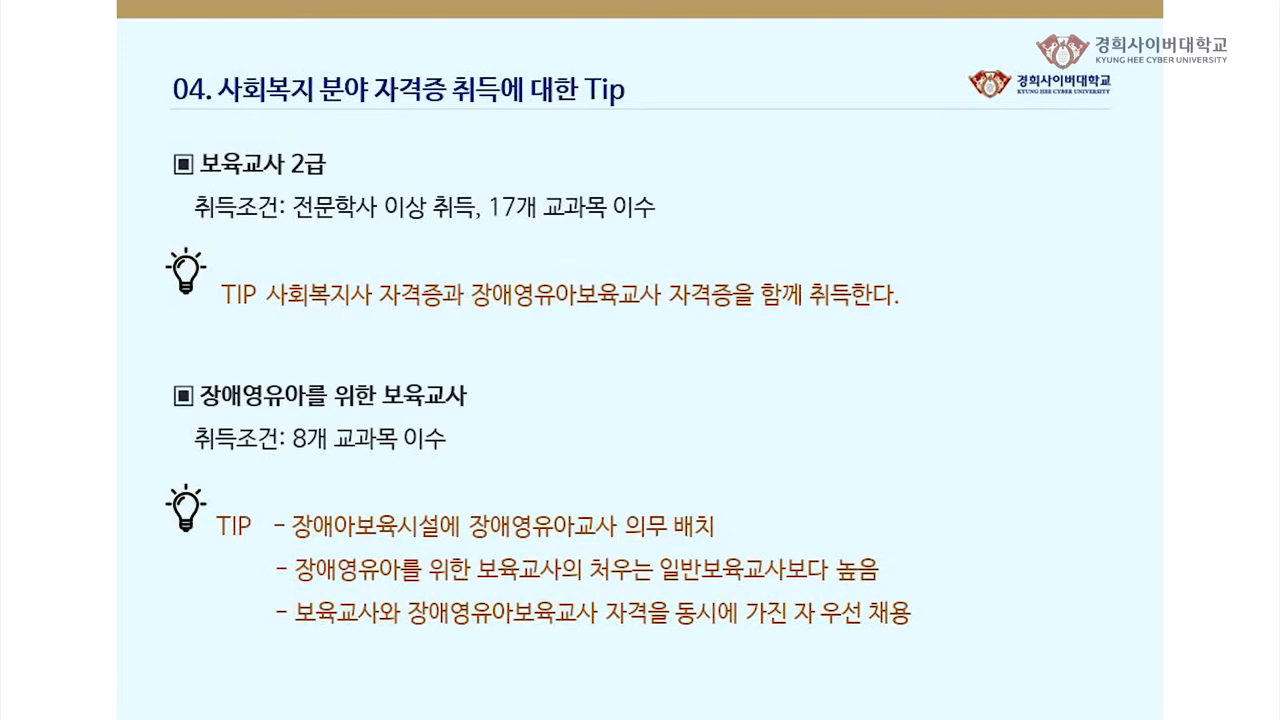 경희사이버대학교
KYUNG HEE CYBER UNIVERSITY
04. 사회복지 분야 자격증 취득에 대한 Tip
경희사이버대학교
KYUNG HEE CYBER UNIVERSITY
▣ 보육교사 2급
취득조건: 전문학사 이상 취득, 17개 교과목 이수
TIP 사회복지사 자격증과 장애영유아보육교사 자격증을 함께 취득한다.
▣ 장애영유아를 위한 보육교사
취득조건: 8개 교과목 이수
TIP - 장애아보육시설에 장애영유아교사 의무 배치
- 장애영유아를 위한 보육교사의 처우는 일반보육교사보다 높음
- 보육교사와 장애영유아보육교사 자격을 동시에 가진 자 우선 채용